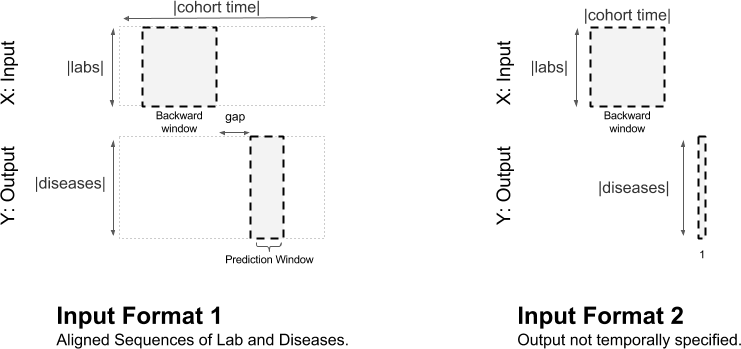 |cohort time|
X: Input
|labs|
Backward
window
gap
Y: Output
|diseases|
Prediction Window
Input Format 1
Aligned Sequences of Lab and Diseases.
|cohort time|
X: Input
|labs|
Backward
window
Y: Output
|diseases|
1
Input Format 2
Output not temporally specified.